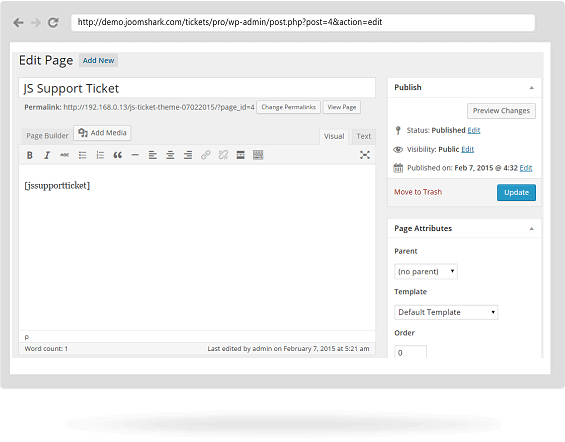 http://demo.joomshark.com/tickets/pro/wp-admin/post.php?post=4&action=edit
Edit Page Add New
JS Support Ticket
Permalink: http://192.168.0.13/js-ticket-theme-07022015/?page_id=4 Change Permalinks View Page
Page Builder Add Media Visual Text
B I ABC
[jssupportticket]
P
Word count: 1 Last edited by admin on February 7, 2015 at 5:21 am
Publish
Preview Changes
Status: Published Edit
Visibility: Public Edit
Published on: Feb 7, 2015 @ 4:32 Edit
Move to Trash Update
Page Attributes
Parent
(no parent)
Template
Default Template
Order
0